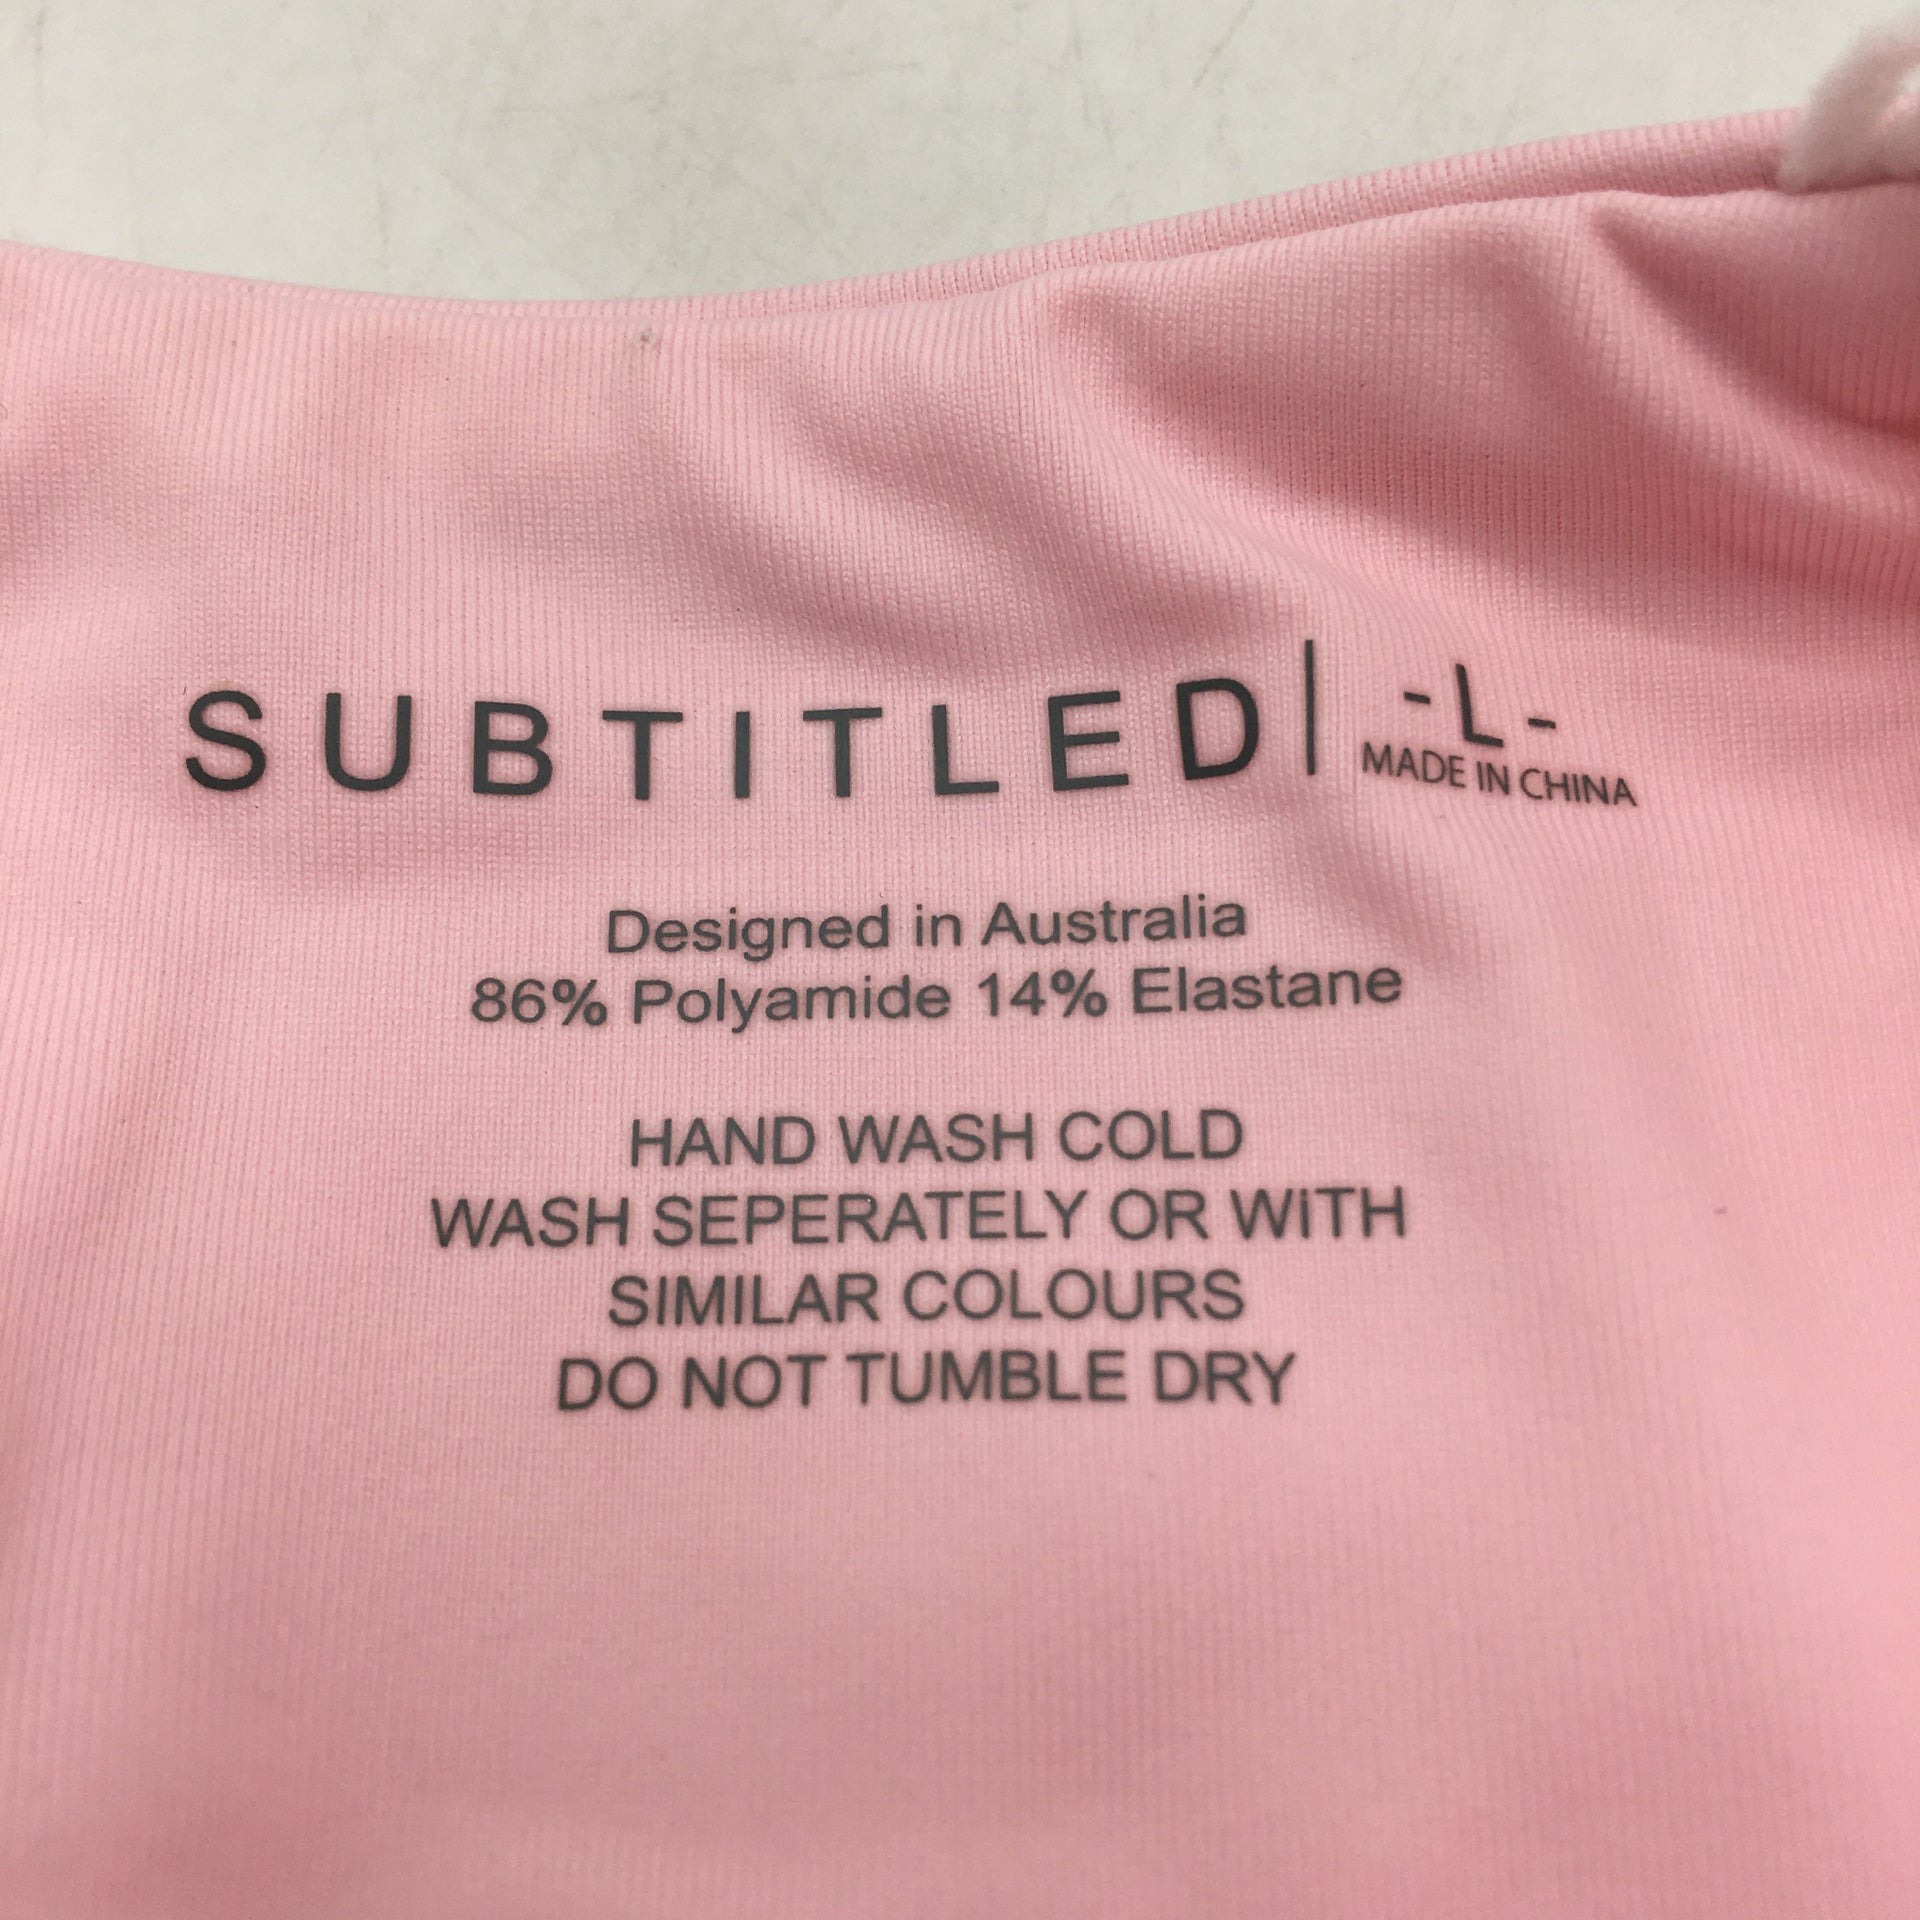 SUBTITLED | -L-
MADE IN CHINA
Designed in Australia
86% Polyamide 14% Elastane
HAND WASH COLD
WASH SEPERATELY OR WiTH
SIMILAR COLOURS
DO NOT TUMBLE DRY